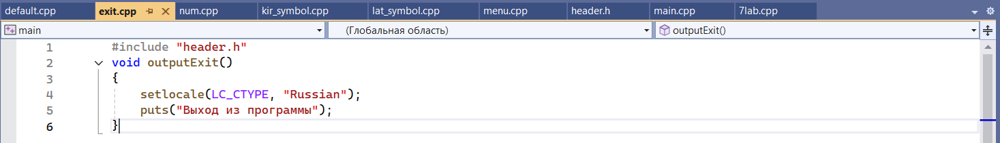 default.cpp exit.cpp num.cpp kir_symbol.cpp lat_symbol.cpp menu.cpp header.h main.cpp 7lab.cpp
main (Глобальная область) outputExit()
1 #include "header.h"
2 void outputExit()
3 {
4 setlocale(LC_CTYPE, "Russian");
5 puts("Выход из программы");
6 }